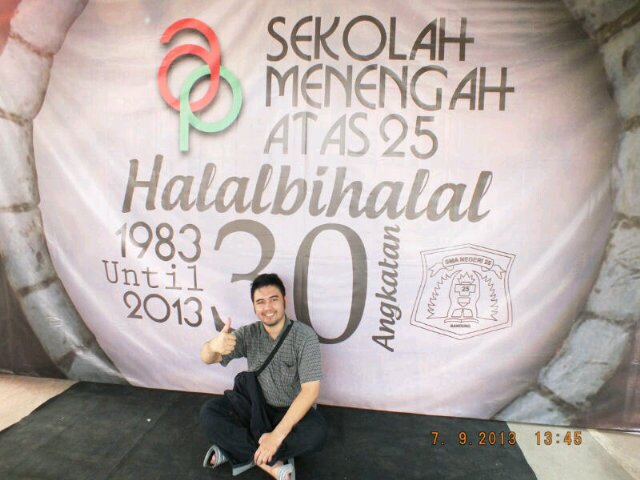 SEKOLAH
MENENGAH
ATAS 25
Halalbihalal
1983
Until
2013
30
Angkatan
SMA NEGERI 25
25
BANDUNG
7. 9.2013 13:45